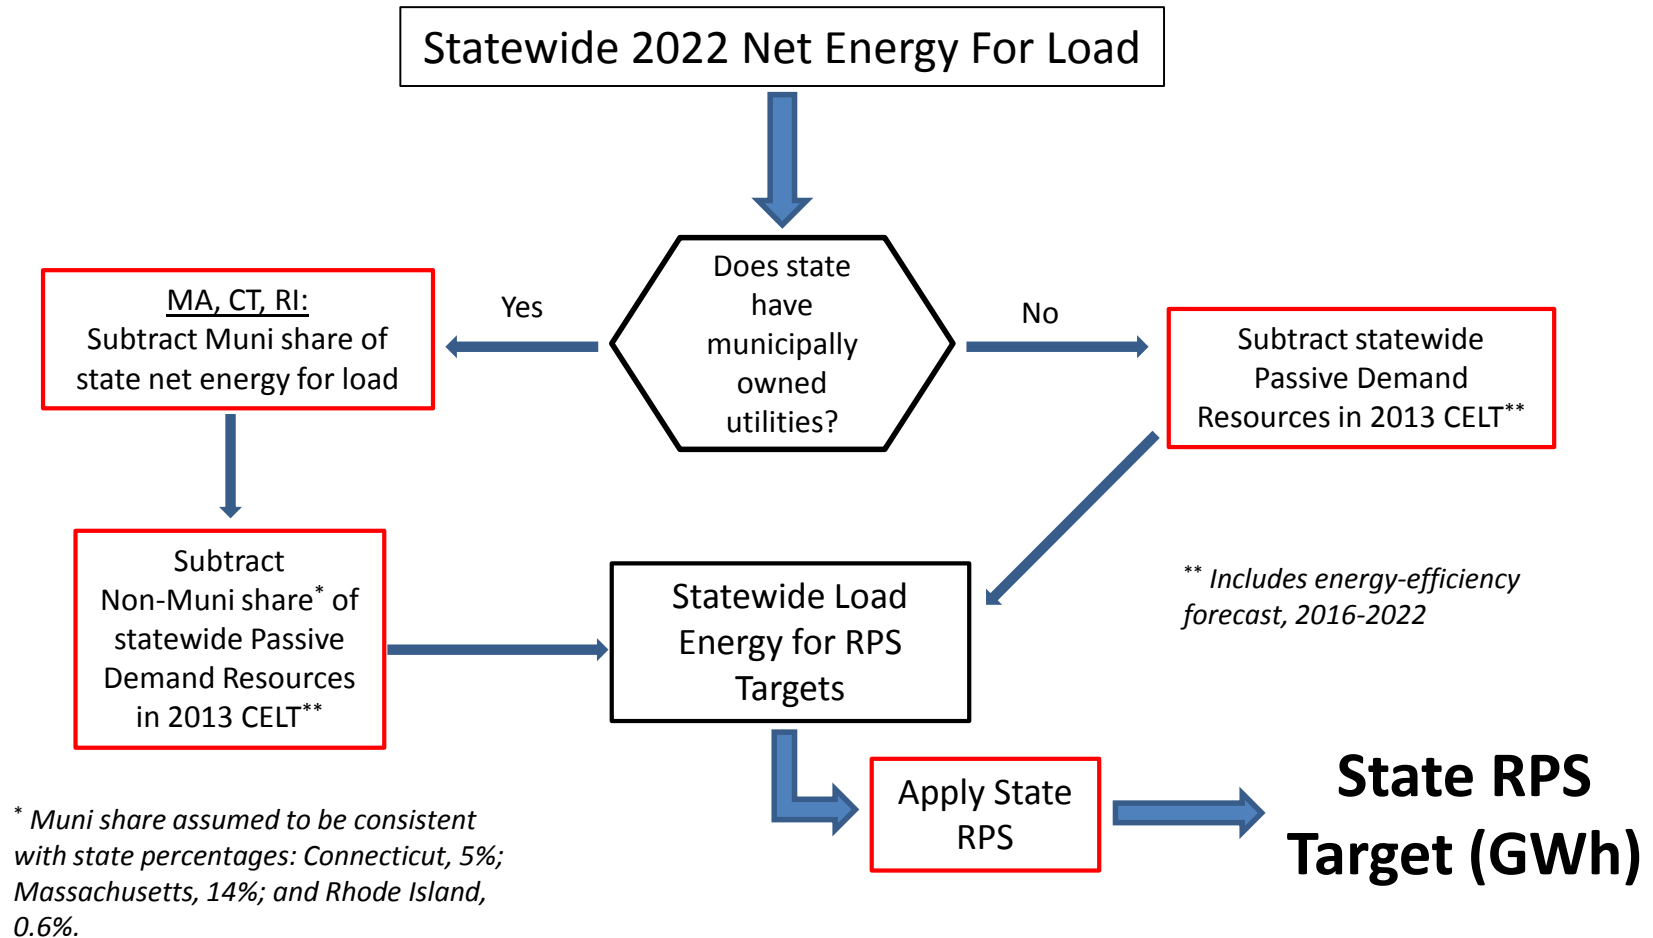 Statewide 2022 Net Energy For Load
Does state
have
municipally
owned
utilities?
Yes
No
MA, CT, RI:
Subtract Muni share of
state net energy for load
Subtract statewide
Passive Demand
Resources in 2013 CELT**
Subtract
Non-Muni share* of
statewide Passive
Demand Resources
in 2013 CELT**
Statewide Load
Energy for RPS
Targets
** Includes energy-efficiency
forecast, 2016-2022
Apply State
RPS
State RPS
Target (GWh)
* Muni share assumed to be consistent
with state percentages: Connecticut, 5%;
Massachusetts, 14%; and Rhode Island,
0.6%.